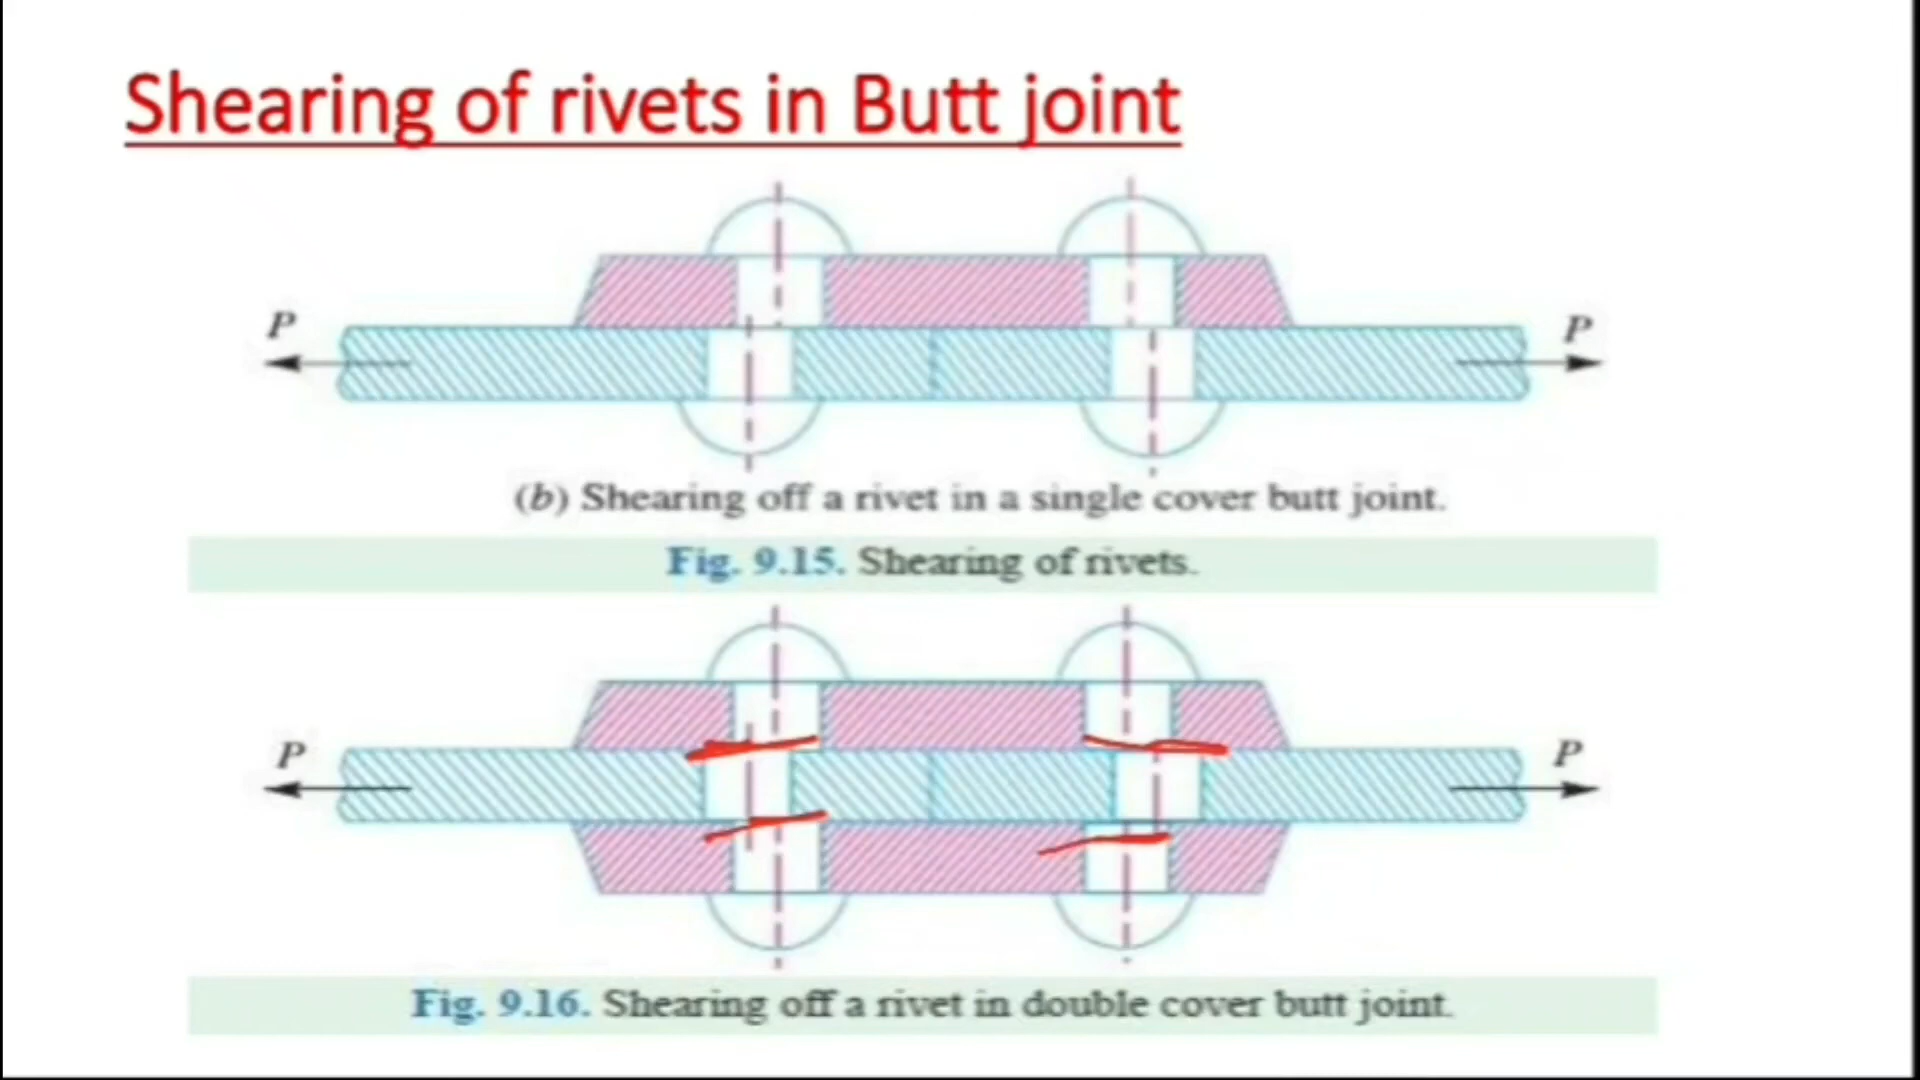 Shearing of rivets in Butt joint
P
P
(b) Shearing off a rivet in a single cover butt joint.
Fig. 9.15. Shearing of rivets.
P
P
Fig. 9.16. Shearing off a rivet in double cover butt joint.